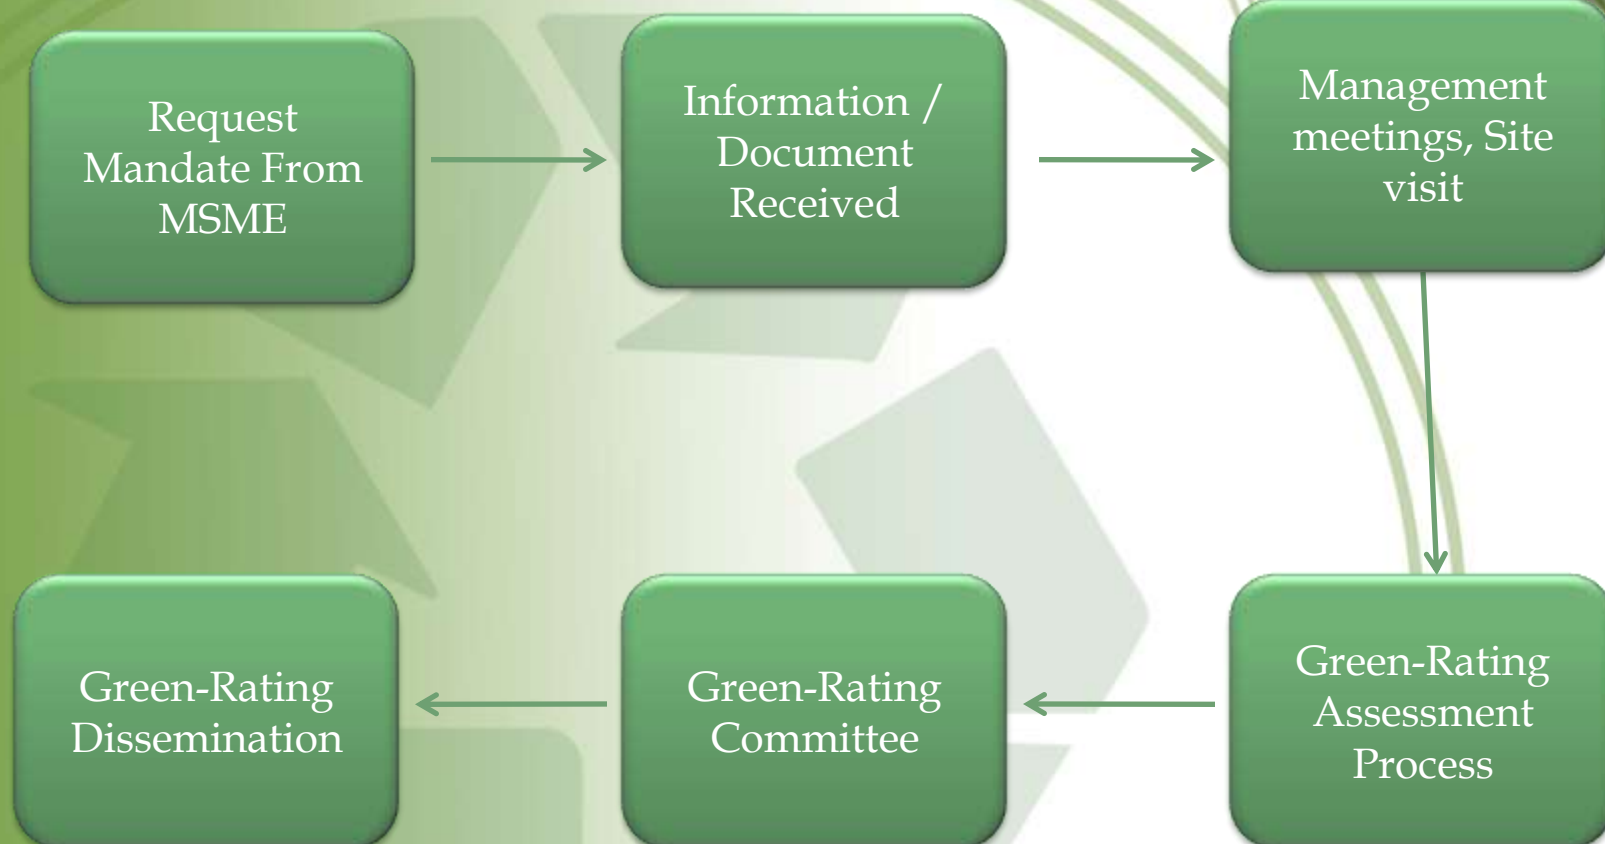 Request
Mandate From
MSME
Information /
Document
Received
Management
meetings, Site
visit
Green-Rating
Assessment
Process
Green-Rating
Committee
Green-Rating
Dissemination